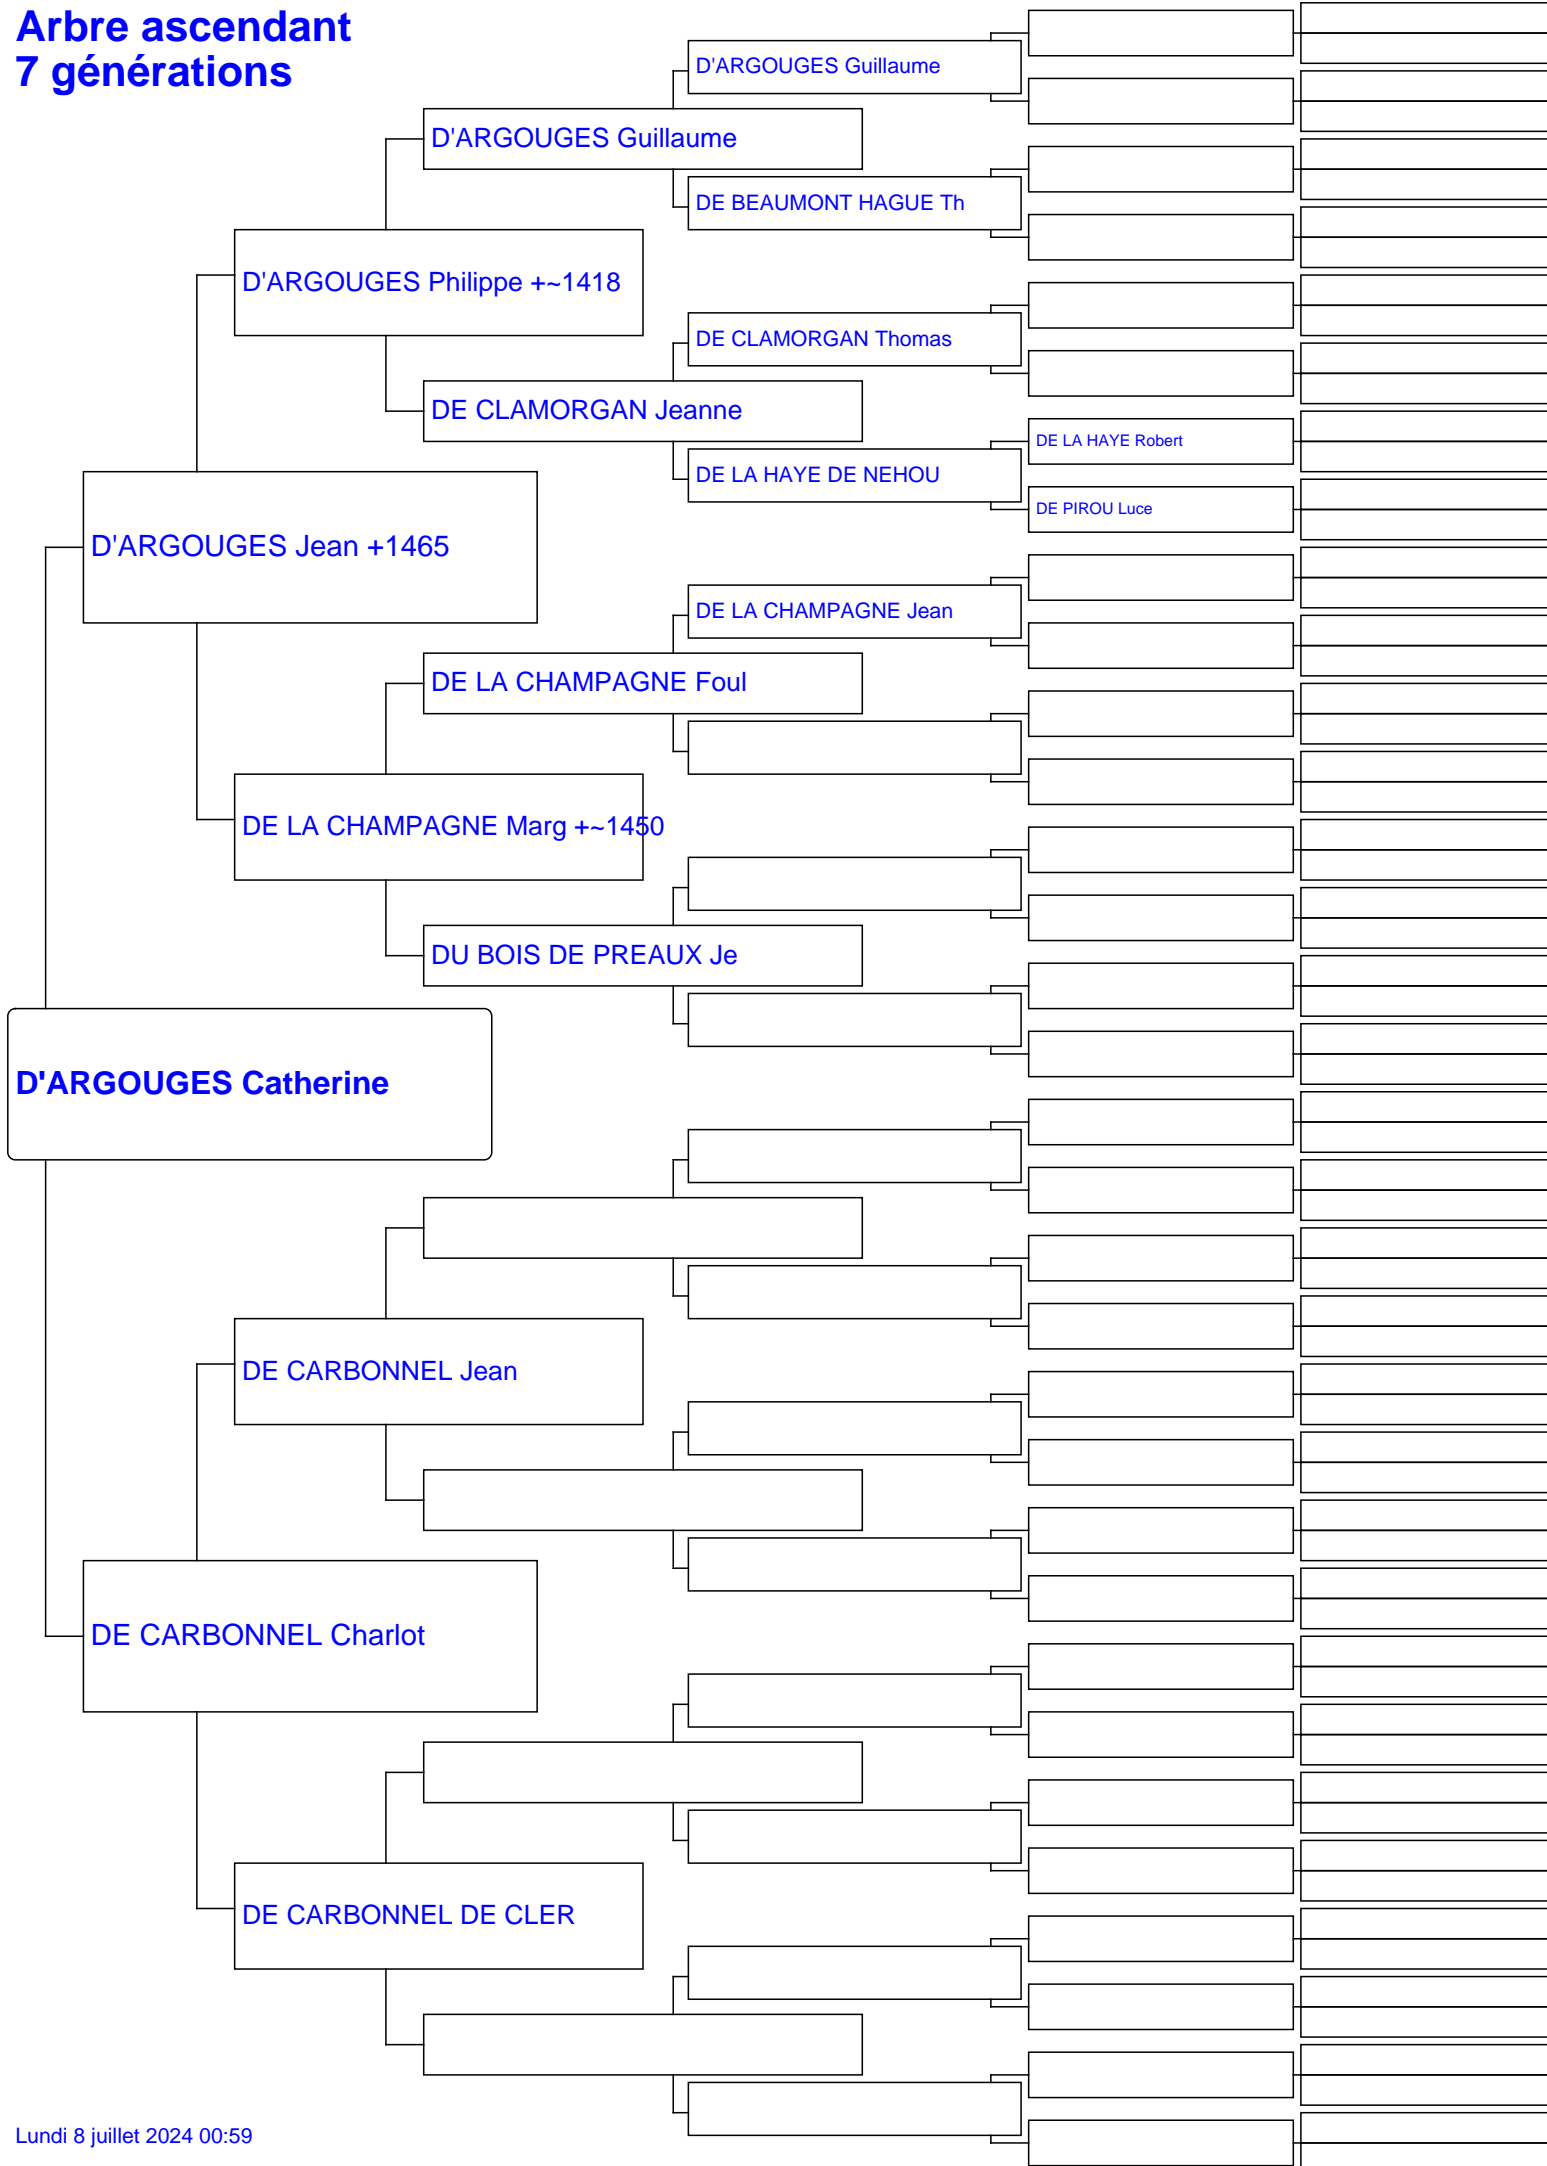 Arbre ascendant
7 générations
D'ARGOUGES Guillaume
D'ARGOUGES Guillaume
DE BEAUMONT HAGUE Th
D'ARGOUGES Philippe +~1418
DE CLAMORGAN Thomas
DE CLAMORGAN Jeanne
DE LA HAYE Robert
DE LA HAYE DE NEHOU
DE PIROU Luce
D'ARGOUGES Jean +1465
DE LA CHAMPAGNE Jean
DE LA CHAMPAGNE Foul
DE LA CHAMPAGNE Marg +~1450
DU BOIS DE PREAUX Je
D'ARGOUGES Catherine
DE CARBONNEL Jean
DE CARBONNEL Charlot
DE CARBONNEL DE CLER
Lundi 8 juillet 2024 00:59